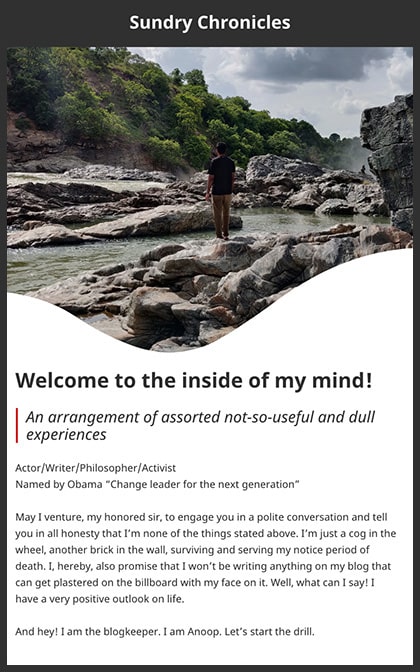 Sundry Chronicles
Welcome to the inside of my mind!
An arrangement of assorted not-so-useful and dull
experiences
Actor/Writer/Philosopher/Activist
Named by Obama “Change leader for the next generation”
May I venture, my honored sir, to engage you in a polite conversation and tell
you in all honesty that I’m none of the things stated above. I’m just a cog in the
wheel, another brick in the wall, surviving and serving my notice period of
death. I, hereby, also promise that I won’t be writing anything on my blog that
can get plastered on the billboard with my face on it. Well, what can I say! I
have a very positive outlook on life.
And hey! I am the blogkeeper. I am Anoop. Let’s start the drill.